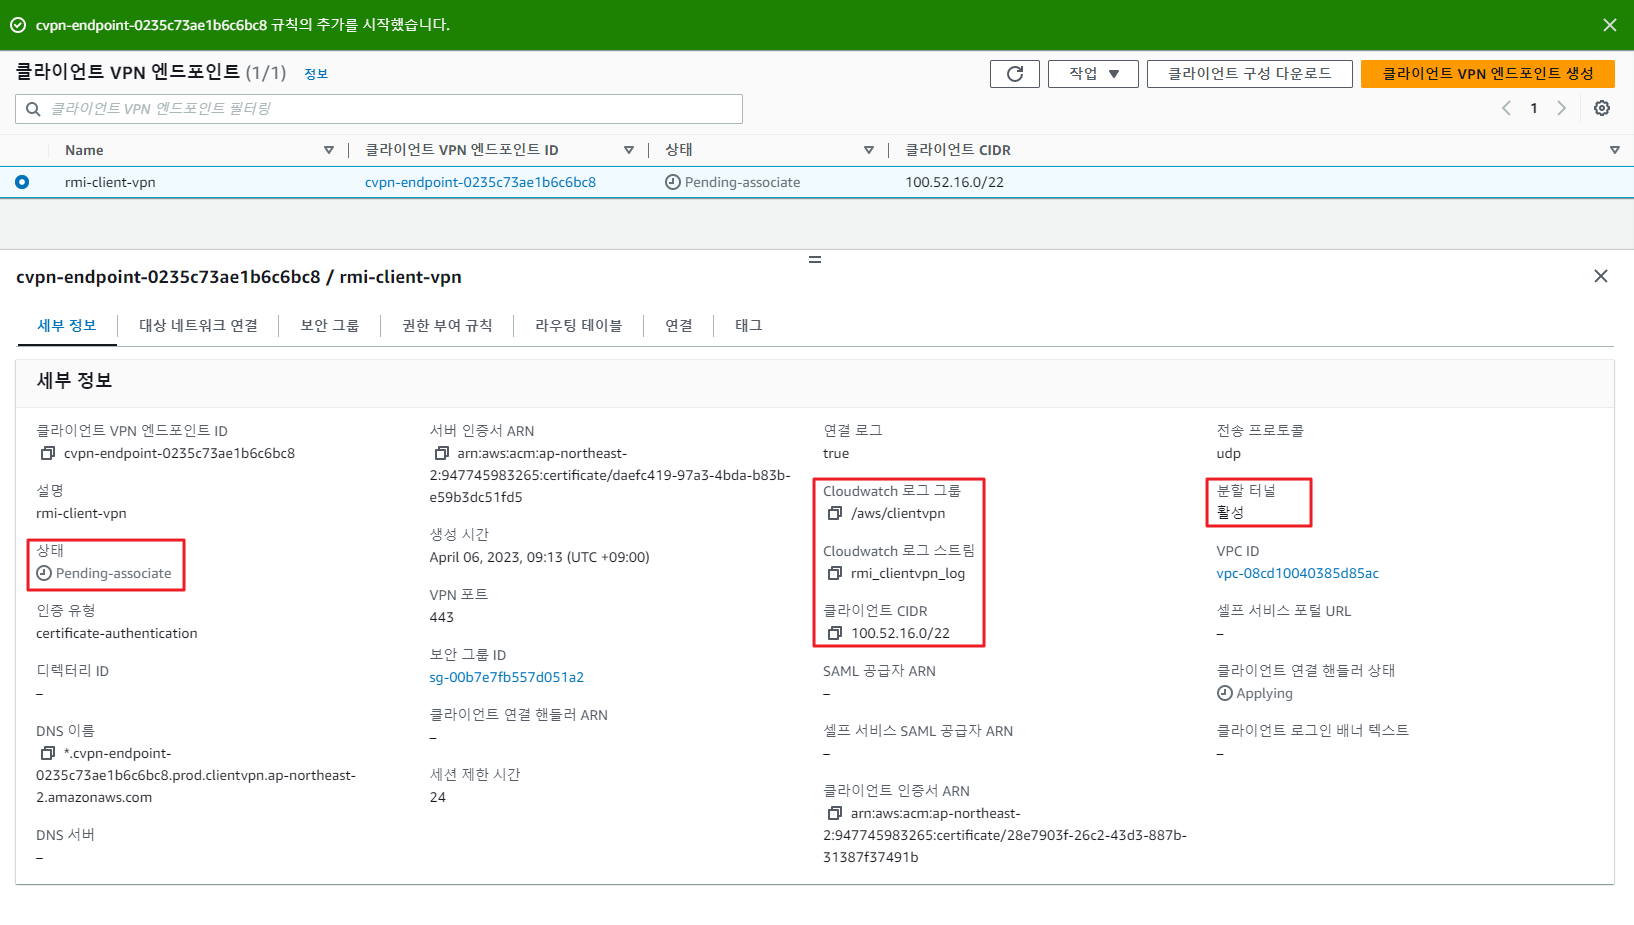 cvpn-endpoint-0235c73ae1b6c6bc8 규칙의 추가를 시작했습니다.
클라이언트 VPN 엔드포인트 (1/1) 정보
작업
클라이언트 구성 다운로드
클라이언트 VPN 엔드포인트 생성
클라이언트 VPN 엔드포인트 필터링
1
Name 클라이언트 VPN 엔드포인트 ID 상태 클라이언트 CIDR
rmi-client-vpn cvpn-endpoint-0235c73ae1b6c6bc8 Pending-associate 100.52.16.0/22
cvpn-endpoint-0235c73ae1b6c6bc8 / rmi-client-vpn
세부 정보 대상 네트워크 연결 보안 그룹 권한 부여 규칙 라우팅 테이블 연결 태그
세부 정보
클라이언트 VPN 엔드포인트 ID
cvpn-endpoint-0235c73ae1b6c6bc8
설명
rmi-client-vpn
상태
Pending-associate
인증 유형
certificate-authentication
디렉터리 ID
–
DNS 이름
*.cvpn-endpoint-
0235c73ae1b6c6bc8.prod.clientvpn.ap-northeast-
2.amazonaws.com
DNS 서버
–
서버 인증서 ARN
arn:aws:acm:ap-northeast-
2:947745983265:certificate/daefc419-97a3-4bda-b83b-
e59b3dc51fd5
생성 시간
April 06, 2023, 09:13 (UTC +09:00)
VPN 포트
443
보안 그룹 ID
sg-00b7e7fb557d051a2
클라이언트 연결 핸들러 ARN
–
세션 제한 시간
24
연결 로그
true
Cloudwatch 로그 그룹
/aws/clientvpn
Cloudwatch 로그 스트림
rmi_clientvpn_log
클라이언트 CIDR
100.52.16.0/22
SAML 공급자 ARN
–
셀프 서비스 SAML 공급자 ARN
–
클라이언트 인증서 ARN
arn:aws:acm:ap-northeast-
2:947745983265:certificate/28e7903f-26c2-43d3-887b-
31387f37491b
전송 프로토콜
udp
분할 터널
활성
VPC ID
vpc-08cd10040385d85ac
셀프 서비스 포털 URL
–
클라이언트 연결 핸들러 상태
Applying
클라이언트 로그인 배너 텍스트
–